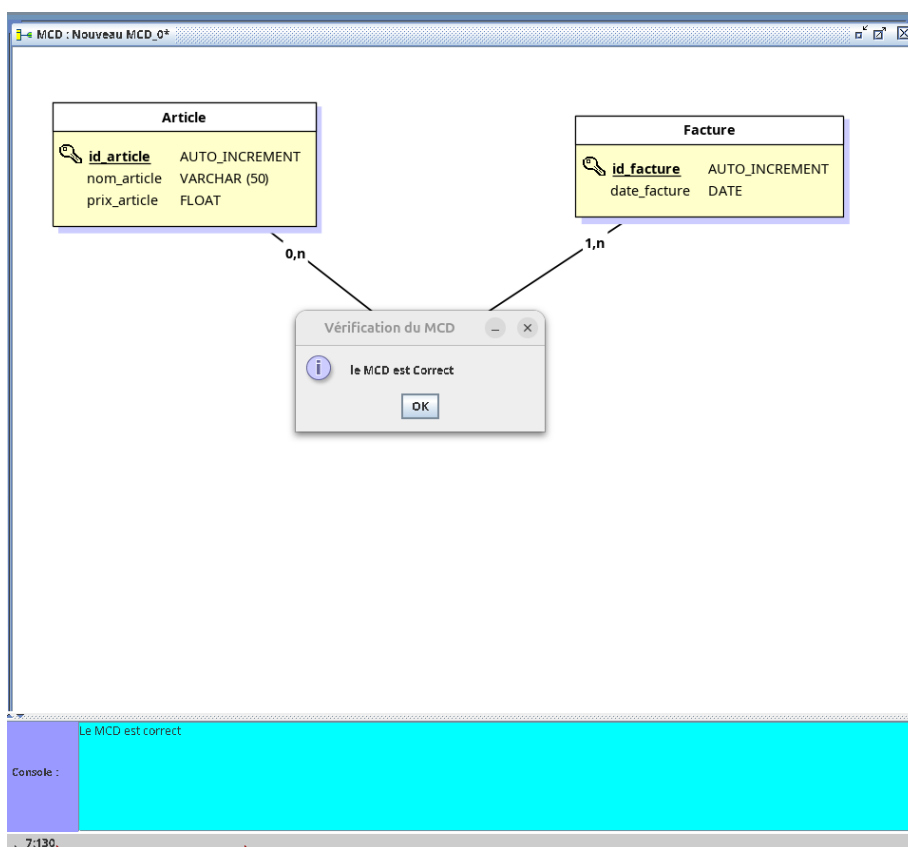 MCD : Nouveau MCD_0*
Article
id_article AUTO_INCREMENT
nom_article VARCHAR (50)
prix_article FLOAT
Facture
id_facture AUTO_INCREMENT
date_facture DATE
0,n
1,n
Vérification du MCD
i le MCD est Correct
OK
Le MCD est correct
Console :
7:130